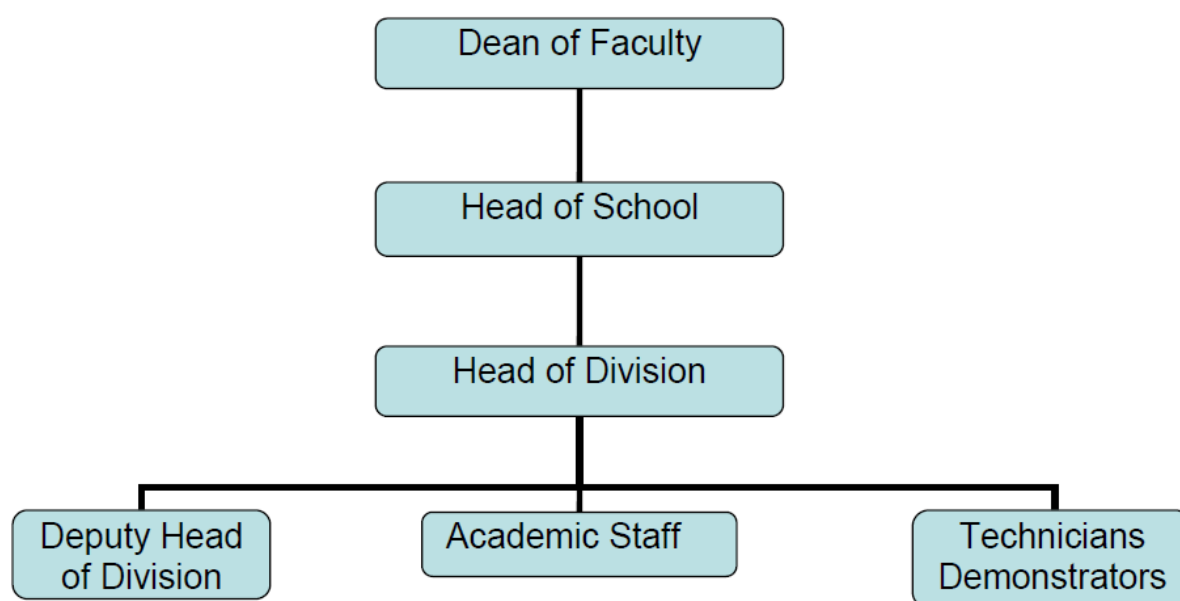 Dean of Faculty
Head of School
Head of Division
Deputy Head
of Division
Academic Staff
Technicians
Demonstrators